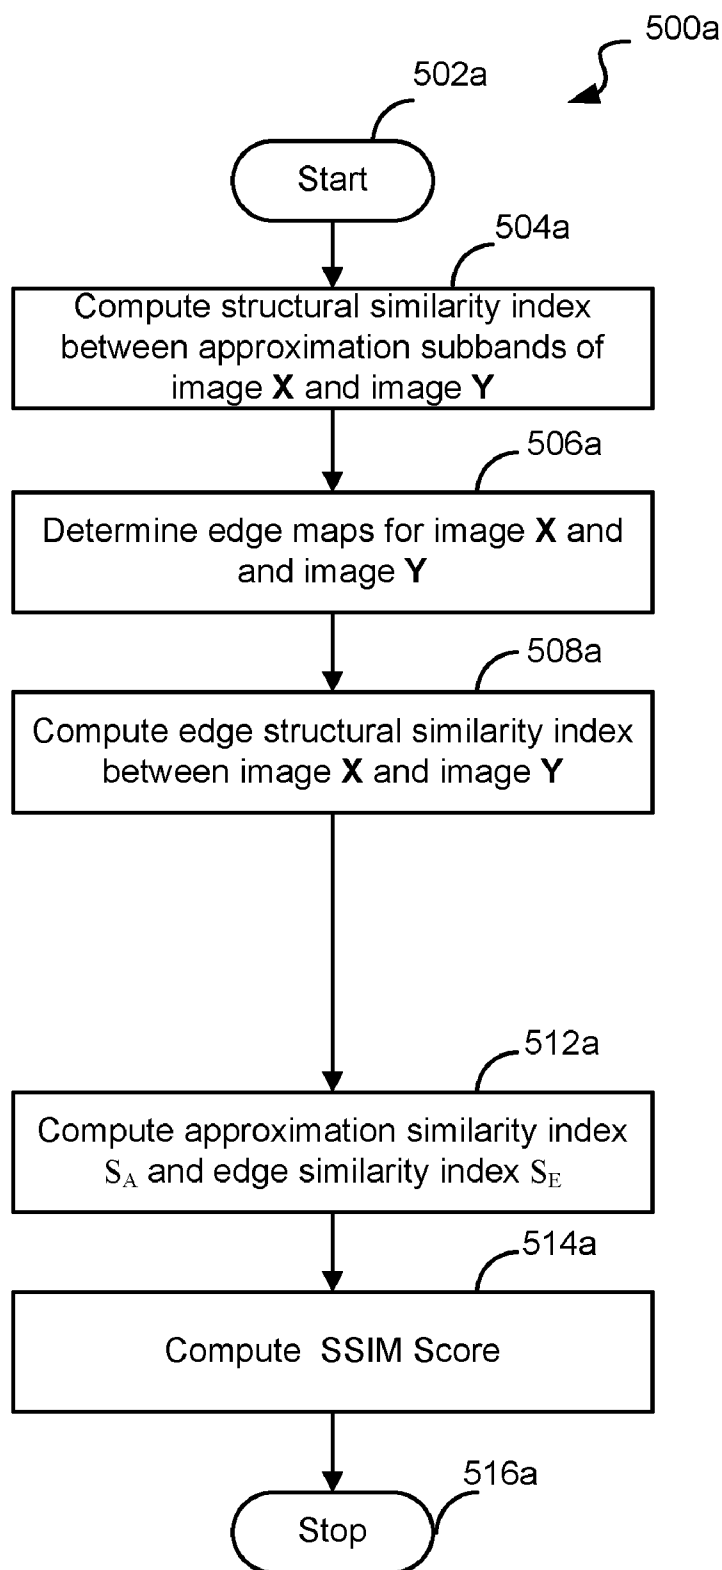 500a
502a
Start
504a
Compute structural similarity index
between approximation subbands of
image X and image Y
506a
Determine edge maps for image X and
and image Y
508a
Compute edge structural similarity index
between image X and image Y
512a
Compute approximation similarity index
SA and edge similarity index SE
514a
Compute SSIM Score
516a
Stop